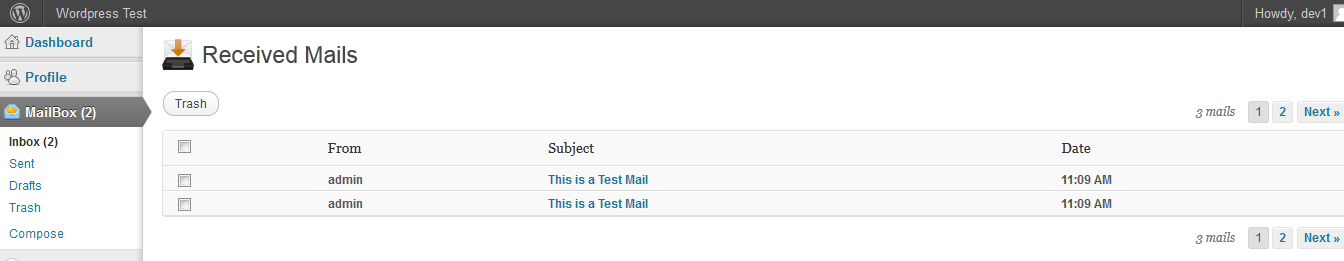 Wordpress Test
Howdy, dev1
Dashboard
Profile
MailBox (2)
Inbox (2)
Sent
Drafts
Trash
Compose
Received Mails
Trash
3 mails 1 2 Next »
From Subject Date
admin This is a Test Mail 11:09 AM
admin This is a Test Mail 11:09 AM
3 mails 1 2 Next »